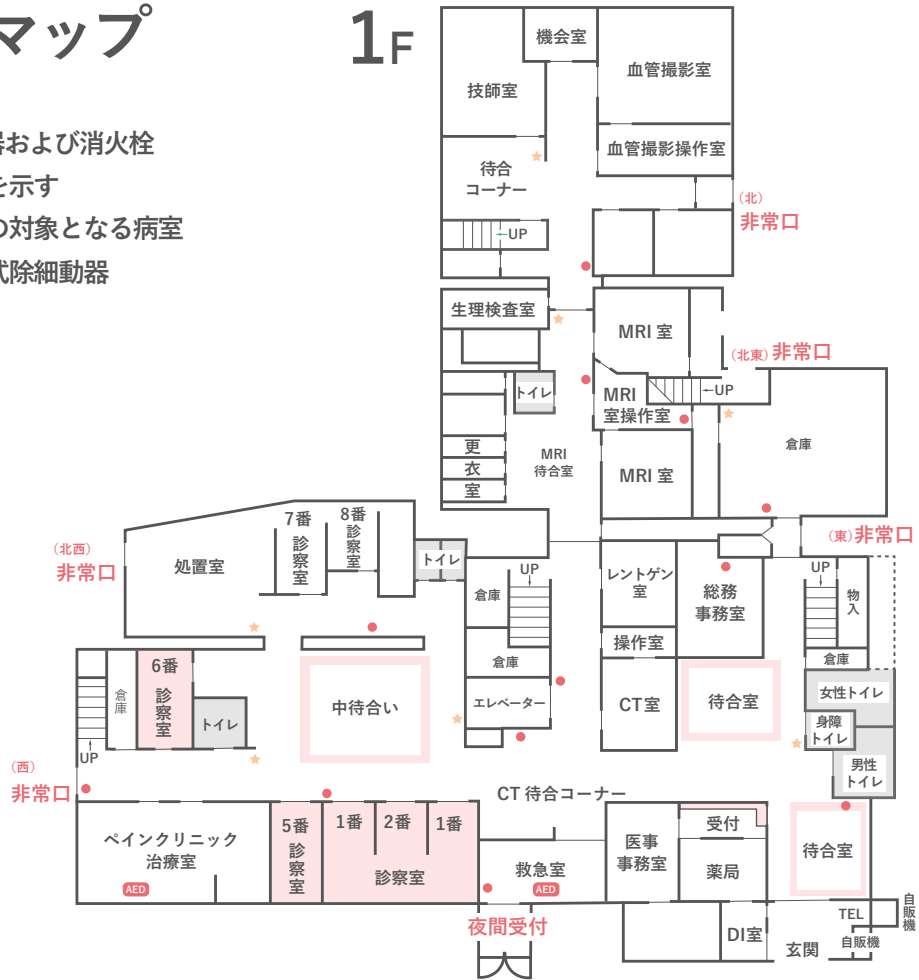 マップ
1F
器および消火栓
を示す
の対象となる病室
式除細動器
機会室
血管撮影室
技師室
血管撮影操作室
待合
コーナー
(北)
非常口
←UP
生理検査室
MRI 室
(北東) 非常口
トイレ
←UP
MRI
室操作室
倉庫
更
衣
室
MRI
待合室
MRI 室
7番
診察室
8番
診察室
(東) 非常口
(北西)
非常口
処置室
トイレ
UP
倉庫
レントゲン
室
総務
事務室
UP
物入
操作室
倉庫
倉庫
6番
診察室
倉庫
トイレ
中待合い
エレベーター
CT室
待合室
女性トイレ
身障
トイレ
男性
トイレ
UP
(西)
非常口
CT 待合コーナー
ペインクリニック
治療室
AED
5番
診察室
1番
2番
1番
診察室
救急室
AED
医事
事務室
受付
薬局
待合室
夜間受付
DI室
玄関
TEL
自販機
自販機